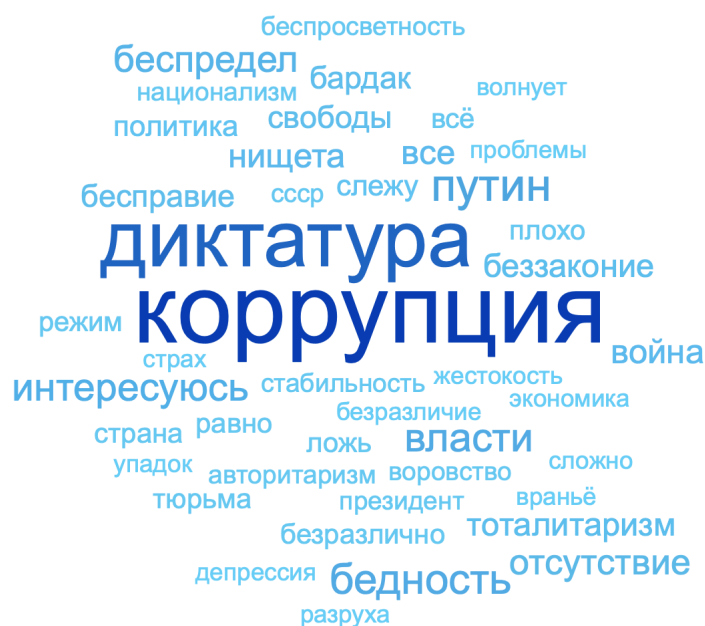 беспросветность
беспредел бардак волнует
национализм
политика свободы всё
нищета все проблемы
бесправие ссср слежу путин
диктатура плохо
беззаконие
коррупция
режим
страх война
интересуюсь стабильность жестокость
безразличие экономика
страна равно ложь власти
упадок авторитаризм воровство сложно
тюрьма президент враньё
безразлично тоталитаризм
депрессия бедность отсутствие
разруха